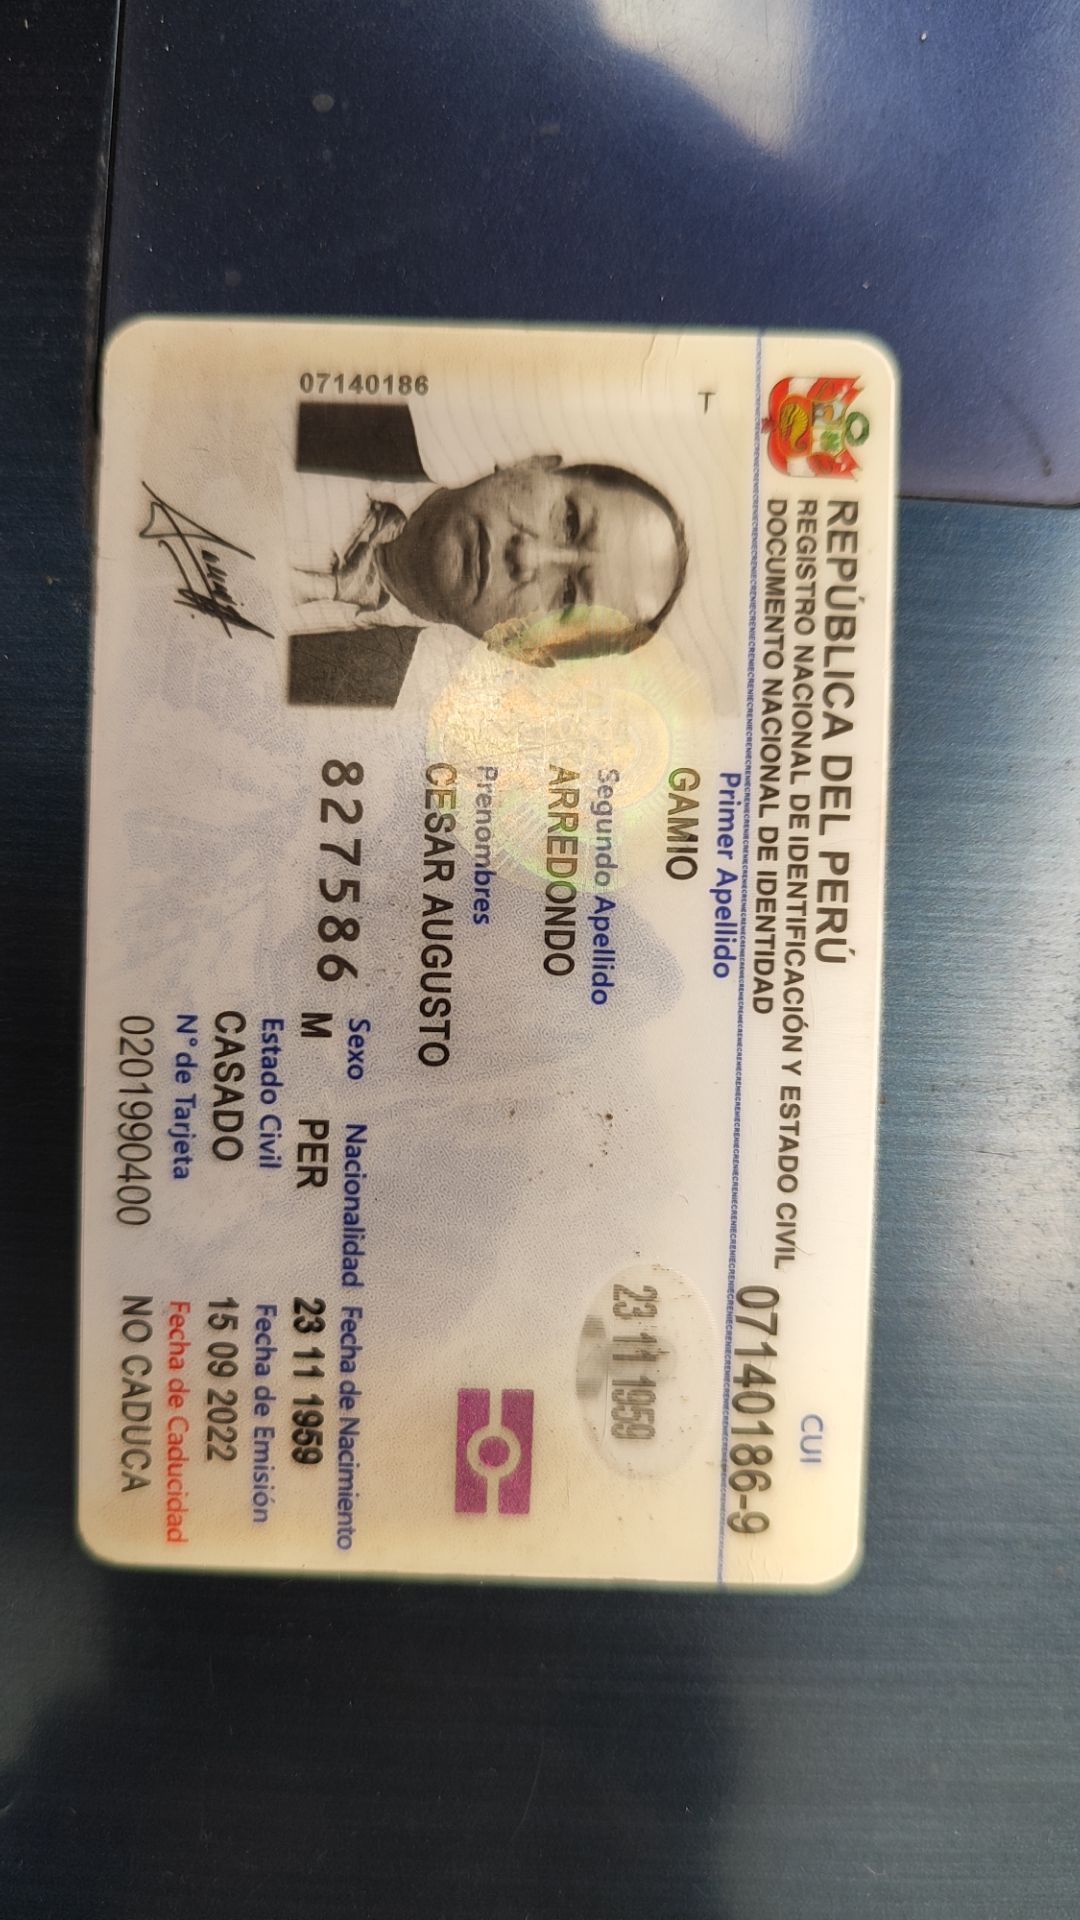 REPÚBLICA DEL PERÚ
REGISTRO NACIONAL DE IDENTIFICACIÓN Y ESTADO CIVIL
DOCUMENTO NACIONAL DE IDENTIDAD
CUI
07140186-9
Primer Apellido
GAMIO
Segundo Apellido
ARREDONDO
23 11 1959
Prenombres
CESAR AUGUSTO
827586
Sexo Nacionalidad Fecha de Nacimiento
M PER 23 11 1959
Estado Civil Fecha de Emisión
CASADO 15 09 2022
N° de Tarjeta Fecha de Caducidad
0201990400 NO CADUCA
07140186